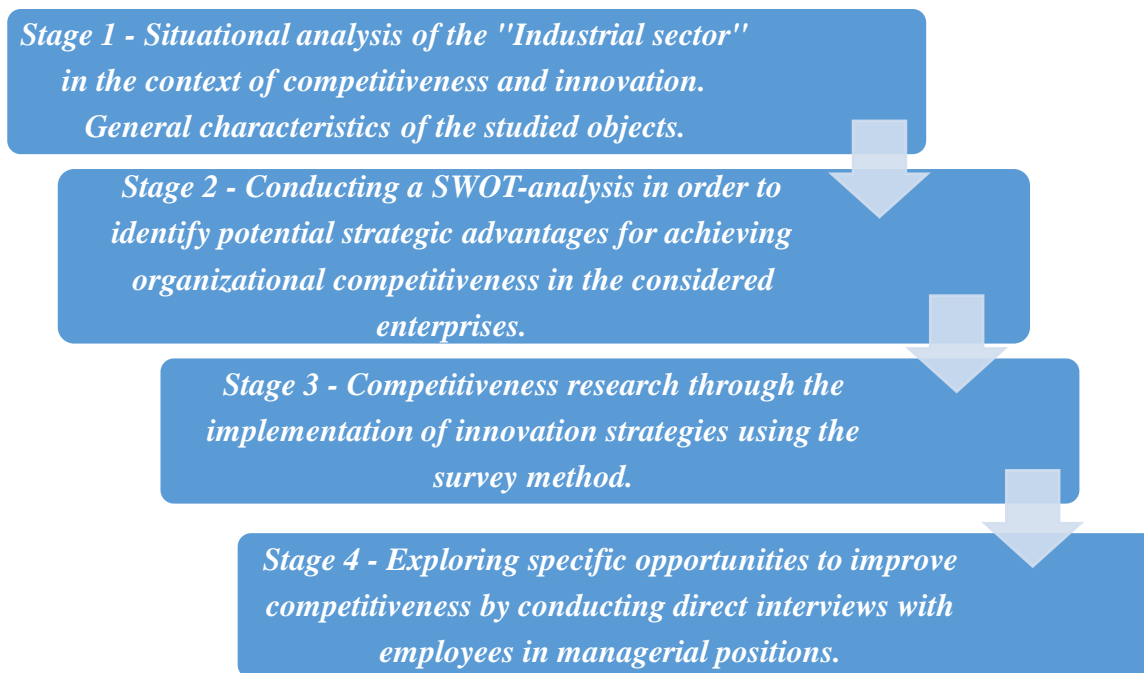 Stage 1 - Situational analysis of the "Industrial sector"
in the context of competitiveness and innovation.
General characteristics of the studied objects.
Stage 2 - Conducting a SWOT-analysis in order to
identify potential strategic advantages for achieving
organizational competitiveness in the considered
enterprises.
Stage 3 - Competitiveness research through the
implementation of innovation strategies using the
survey method.
Stage 4 - Exploring specific opportunities to improve
competitiveness by conducting direct interviews with
employees in managerial positions.